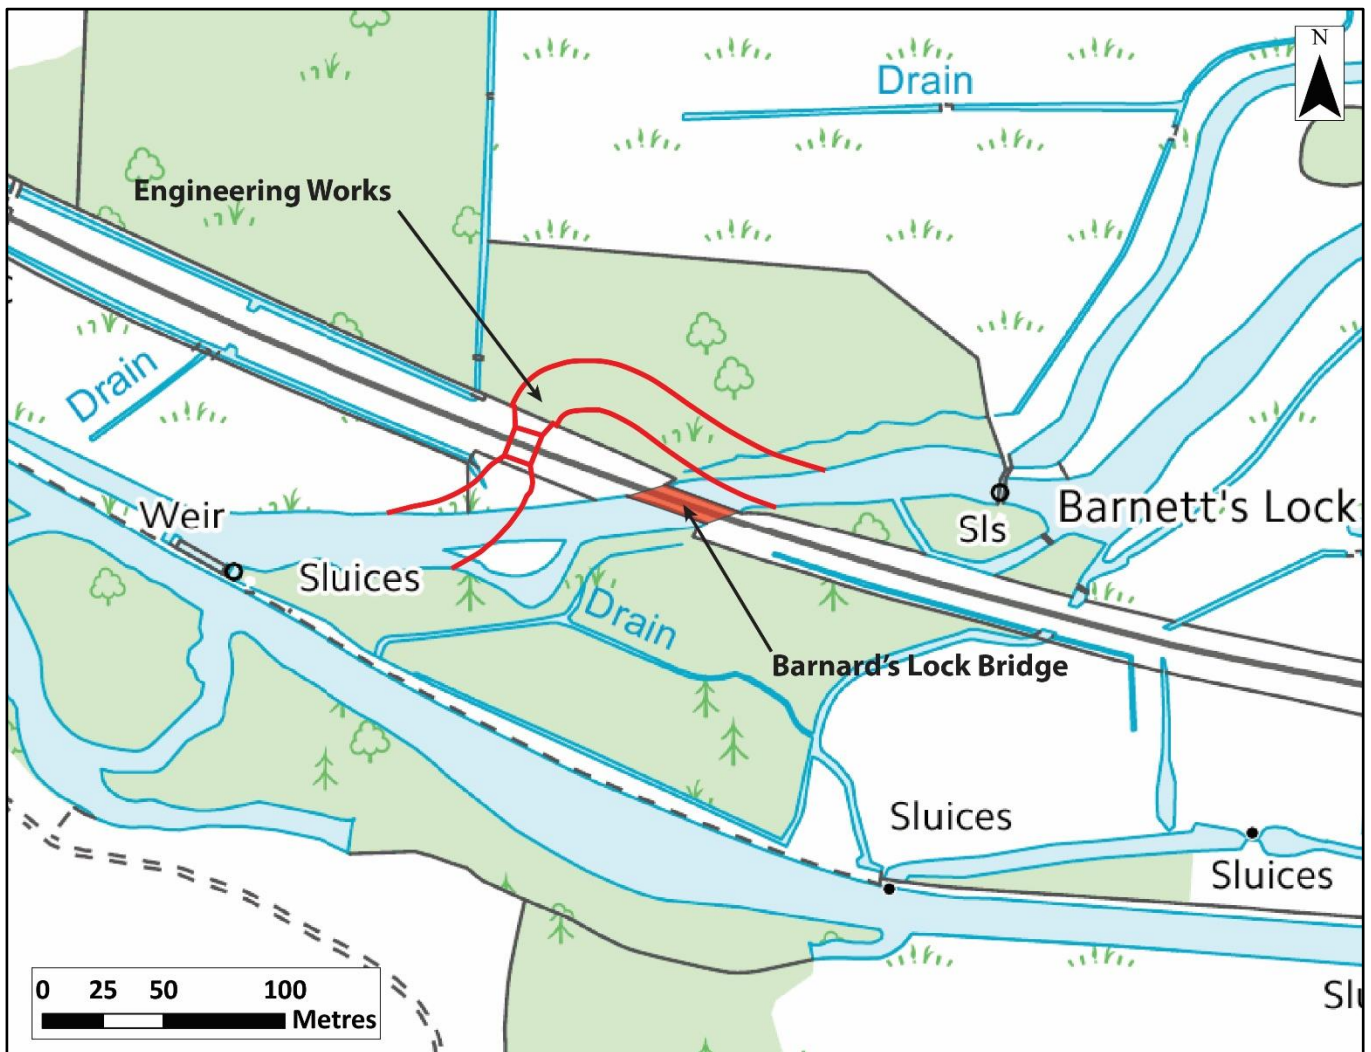 N
Drain
Engineering Works
Drain
Barnett's Lock
Weir
Sls
Sluices
Drain
Barnard's Lock Bridge
Sluices
Sluices
0 25 50 100
Metres